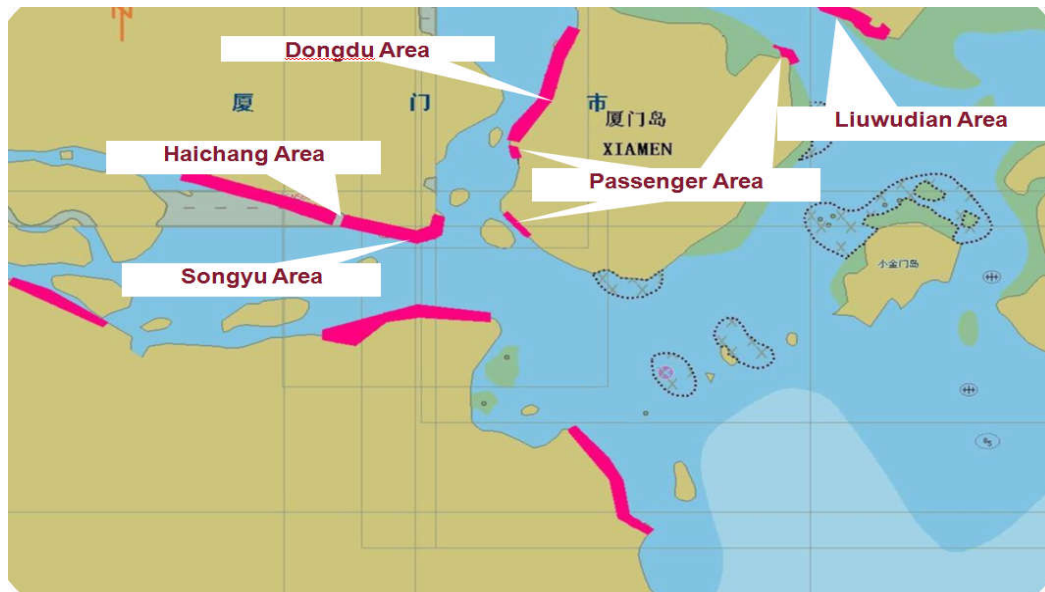 Dongdu Area
厦 门 市
厦门岛
XIAMEN
Liuwudian Area
Haichang Area
Passenger Area
Songyu Area
小金门岛